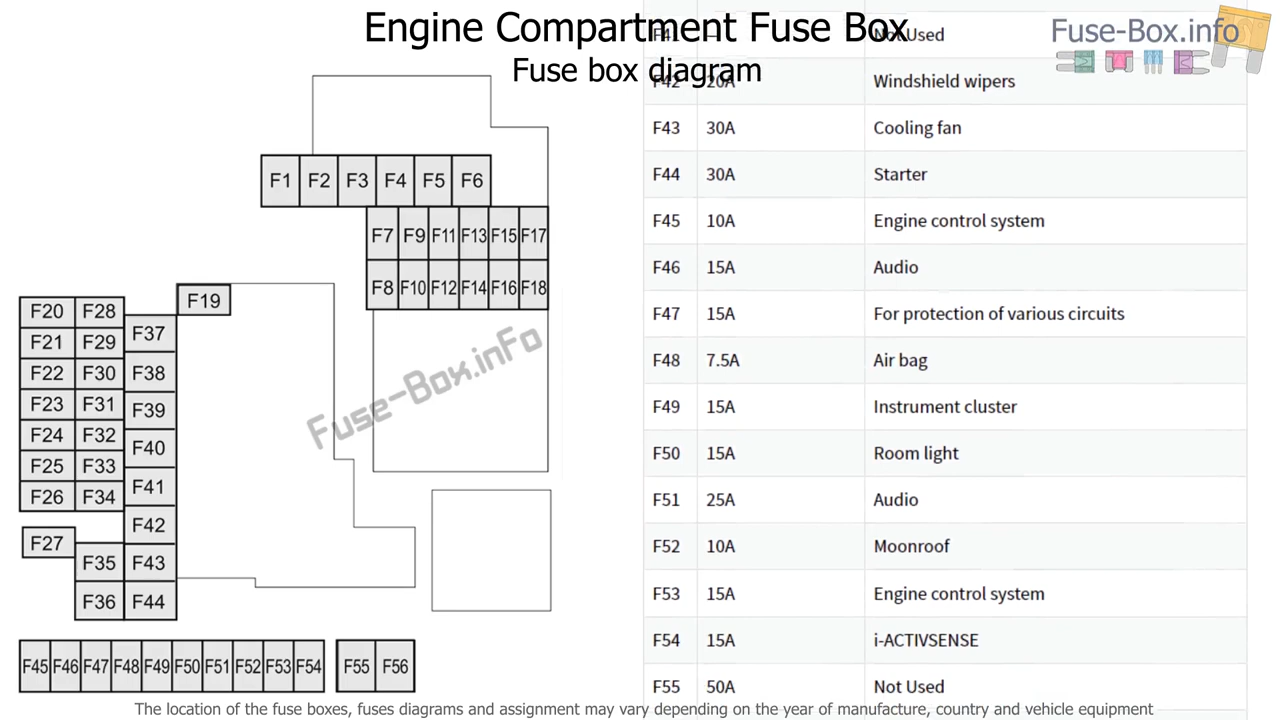 Engine Compartment Fuse Box
Fuse box diagram
Fuse-Box.info
F1 F2 F3 F4 F5 F6
F7 F9 F11 F13 F15 F17
F8 F10 F12 F14 F16 F18
F19
F20 F28
F37
F21 F29
F22 F30 F38
F23 F31 F39
F24 F32 F40
F25 F33
F41
F26 F34
F42
F27
F35 F43
F36 F44
F45 F46 F47 F48 F49 F50 F51 F52 F53 F54 F55 F56
Fuse-Box.inFo
F41 – Not Used
F42 20A Windshield wipers
F43 30A Cooling fan
F44 30A Starter
F45 10A Engine control system
F46 15A Audio
F47 15A For protection of various circuits
F48 7.5A Air bag
F49 15A Instrument cluster
F50 15A Room light
F51 25A Audio
F52 10A Moonroof
F53 15A Engine control system
F54 15A i-ACTIVSENSE
F55 50A Not Used
The location of the fuse boxes, fuses diagrams and assignment may vary depending on the year of manufacture, country and vehicle equipment